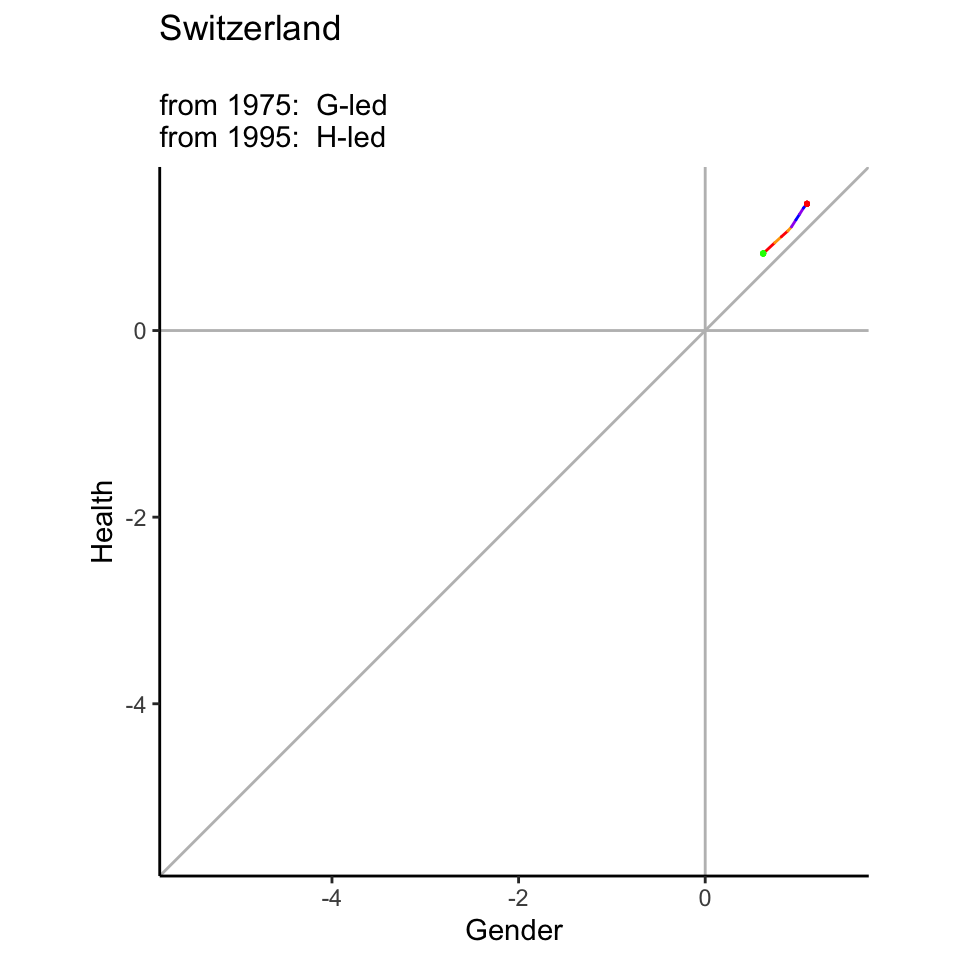 Switzerland
from 1975:  G-led
from 1995:  H-led
0
-2
-4
Health
-4
-2
0
Gender